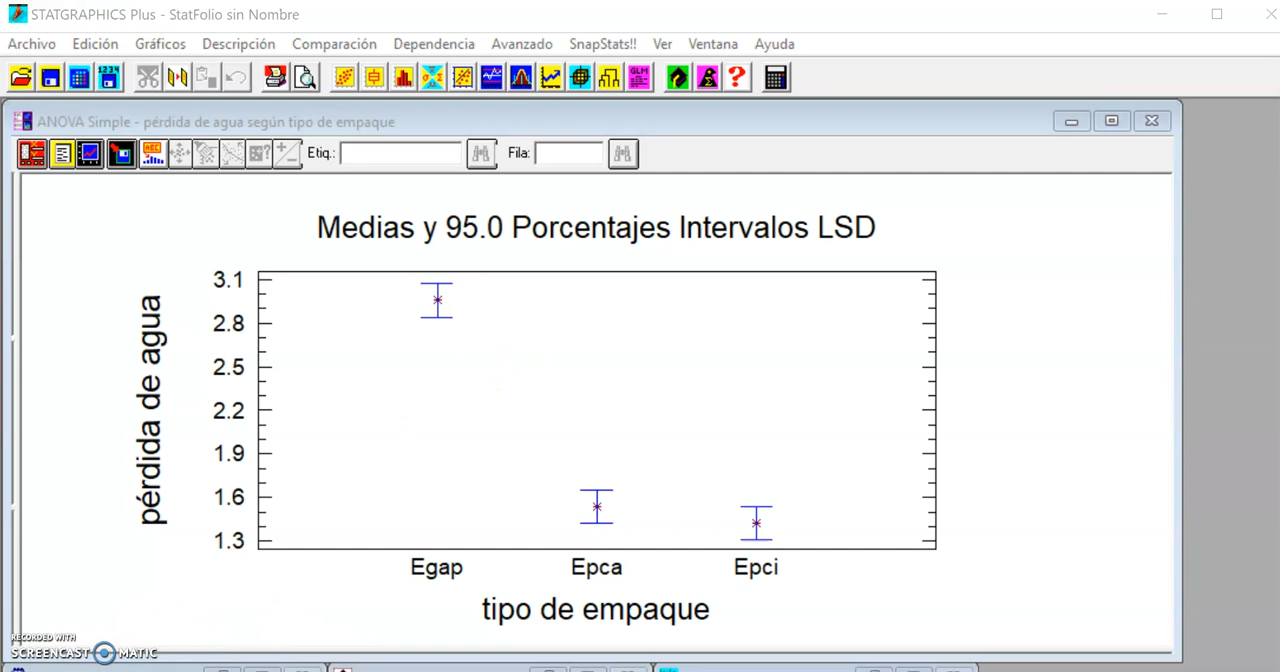 STATGRAPHICS Plus - StatFolio sin Nombre
Archivo Edición Gráficos Descripción Comparación Dependencia Avanzado SnapStats!! Ver Ventana Ayuda
1234
GLM
?
ANOVA Simple - pérdida de agua según tipo de empaque
ABC
Etiq.: Fila:
Medias y 95.0 Porcentajes Intervalos LSD
pérdida de agua
3.1
2.8
2.5
2.2
1.9
1.6
1.3
Egap Epca Epci
tipo de empaque
RECORDED WITH
SCREENCAST MATIC